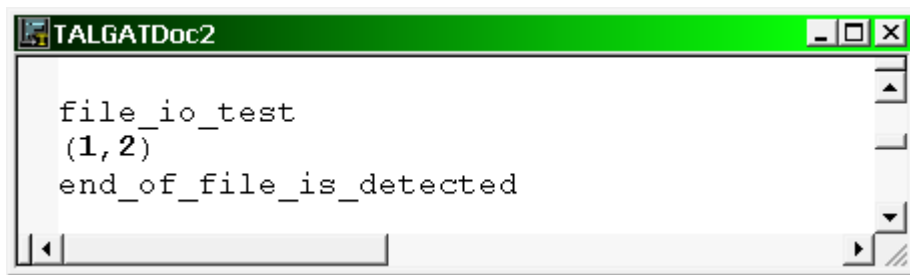 TALGATDoc2
file_io_test
(1,2)
end_of_file_is_detected